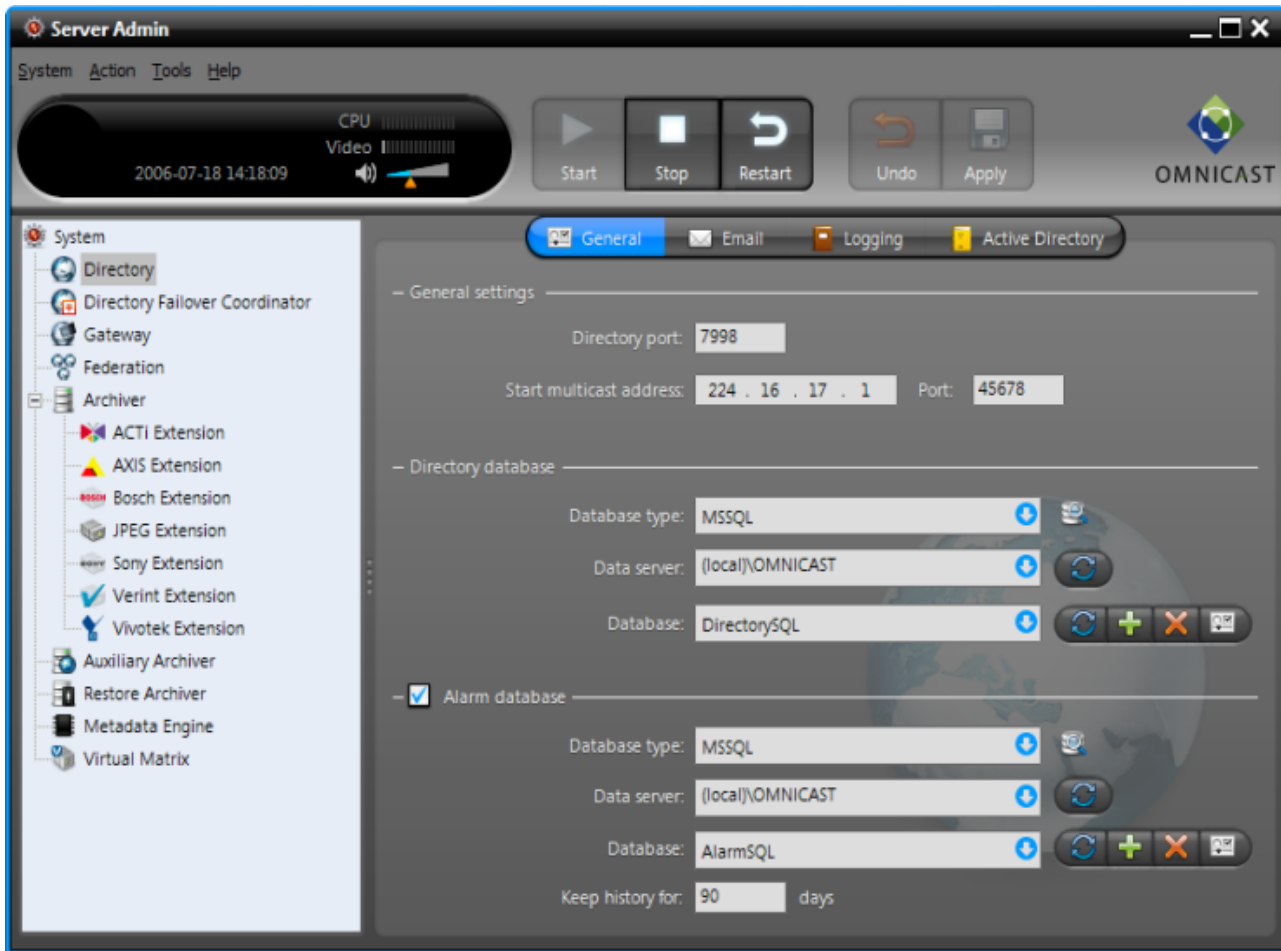 Server Admin
System Action Tools Help
CPU
Video
2006-07-18 14:18:09
Start
Stop
Restart
Undo
Apply
OMNICAST
System
Directory
Directory Failover Coordinator
Gateway
Federation
Archiver
ACTi Extension
AXIS Extension
BOSCH Bosch Extension
JPEG Extension
SONY Sony Extension
Verint Extension
Vivotek Extension
Auxiliary Archiver
Restore Archiver
Metadata Engine
Virtual Matrix
General Email Logging Active Directory
General settings
Directory port: 7998
Start multicast address: 224 . 16 . 17 . 1 Port: 45678
Directory database
Database type: MSSQL
Data server: (local)\OMNICAST
Database: DirectorySQL
Alarm database
Database type: MSSQL
Data server: (local)\OMNICAST
Database: AlarmSQL
Keep history for: 90 days